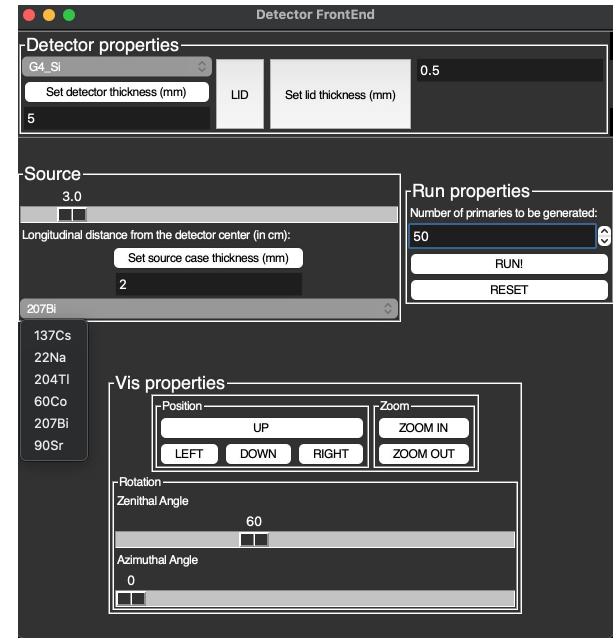 Detector FrontEnd
Detector properties
G4_Si
Set detector thickness (mm)
5
LID
Set lid thickness (mm)
0.5
Source
3.0
Longitudinal distance from the detector center (in cm):
Set source case thickness (mm)
2
207Bi
137Cs
22Na
204Tl
60Co
207Bi
90Sr
Run properties
Number of primaries to be generated:
50
RUN!
RESET
Vis properties
Position
UP
LEFT DOWN RIGHT
Zoom
ZOOM IN
ZOOM OUT
Rotation
Zenithal Angle
60
Azimuthal Angle
0